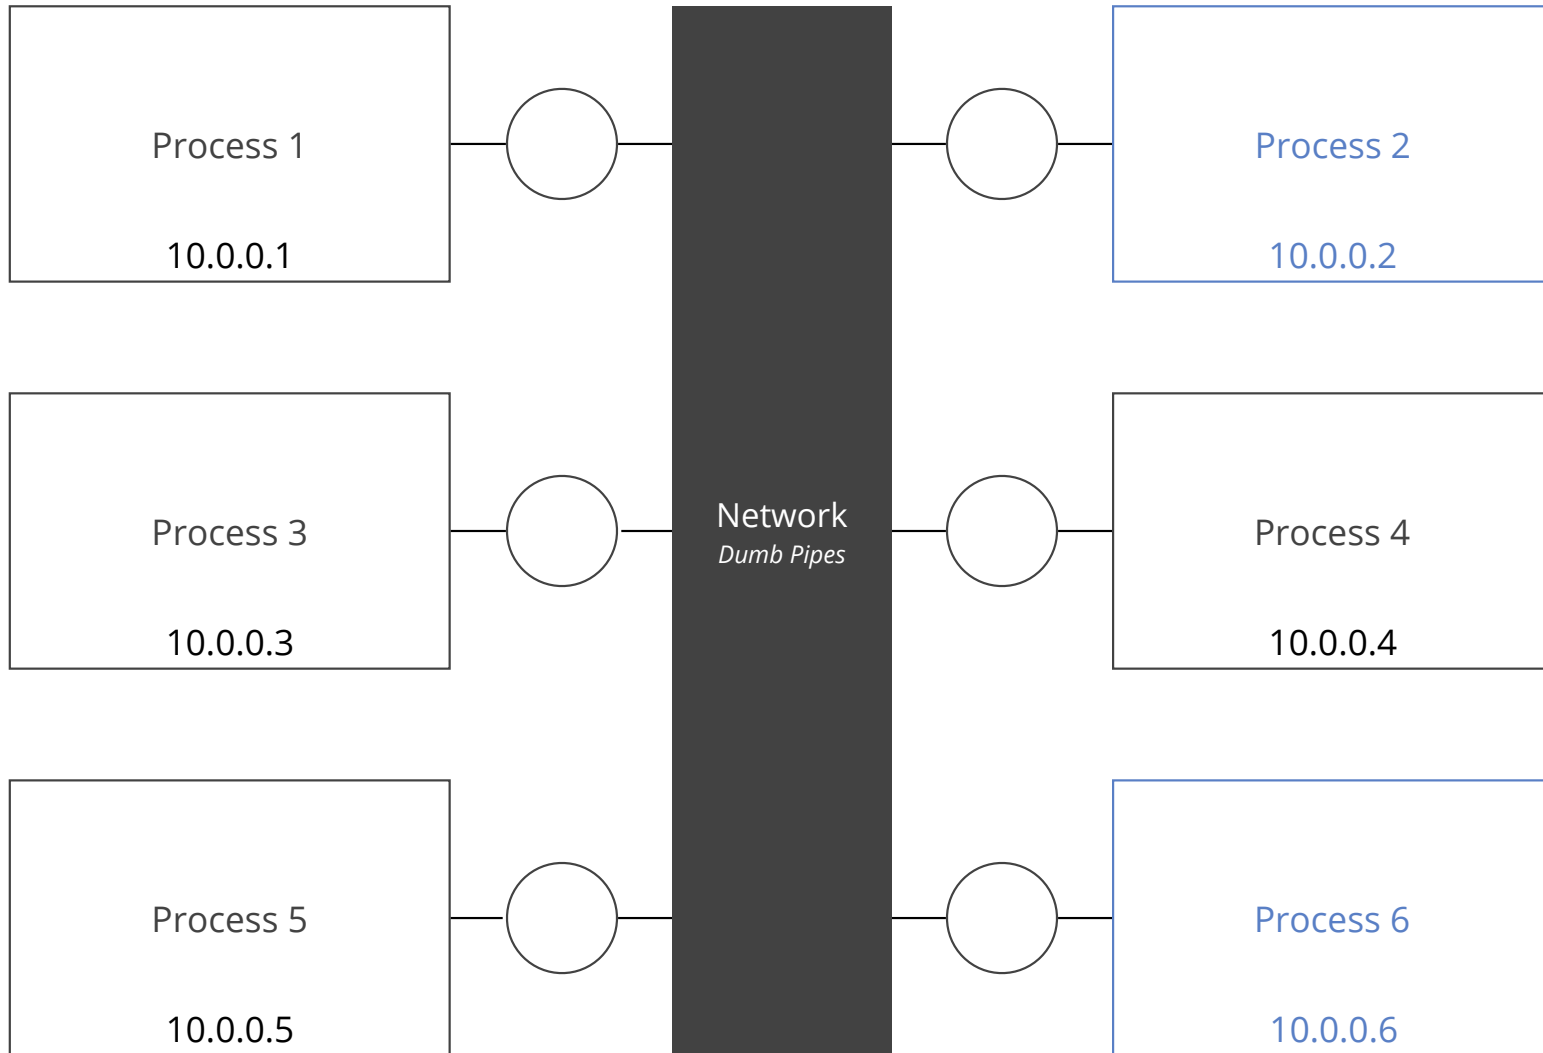 Process 1
10.0.0.1
Process 2
10.0.0.2
Process 3
10.0.0.3
Network
Dumb Pipes
Process 4
10.0.0.4
Process 5
10.0.0.5
Process 6
10.0.0.6